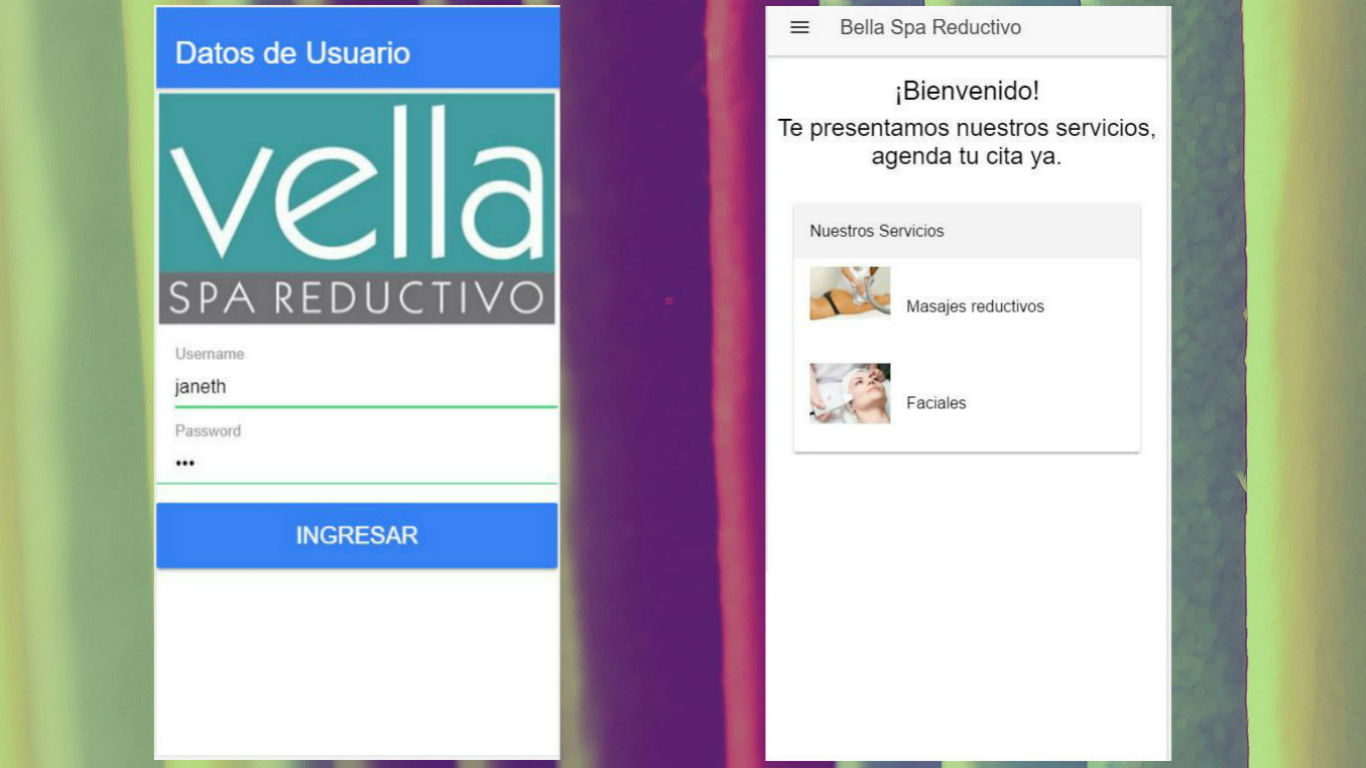 Datos de Usuario
vella
SPA REDUCTIVO
Username
janeth
Password
•••
INGRESAR
Bella Spa Reductivo
¡Bienvenido!
Te presentamos nuestros servicios,
agenda tu cita ya.
Nuestros Servicios
Masajes reductivos
Faciales